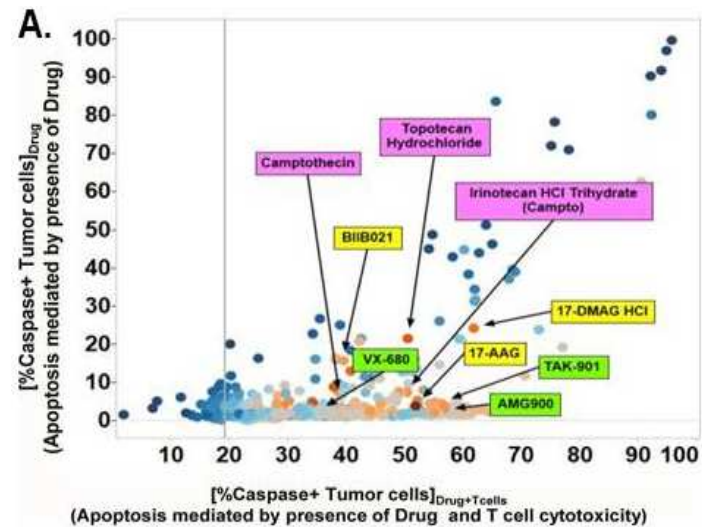 A.
[%Caspase+ Tumor cells]Drug
(Apoptosis mediated by presence of Drug)
100
90
80
70
60
50
40
30
20
10
0
Camptothecin
Topotecan
Hydrochloride
Irinotecan HCl Trihydrate
(Campto)
BIIB021
17-DMAG HCl
VX-680
17-AAG
TAK-901
AMG900
10 20 30 40 50 60 70 80 90 100
[%Caspase+ Tumor cells]Drug+Tcells
(Apoptosis mediated by presence of Drug and T cell cytotoxicity)